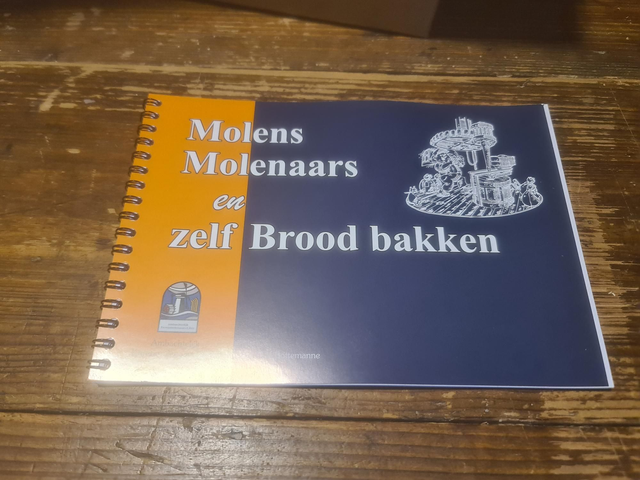 Molens
Molenaars
en
zelf Brood bakken